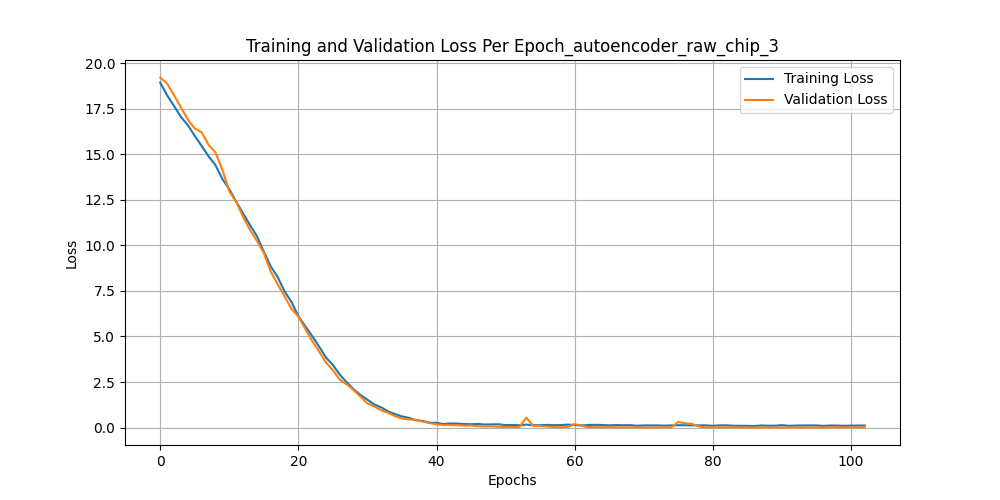 Training and Validation Loss Per Epoch_autoencoder_raw_chip_3
20.0
17.5
15.0
12.5
10.0
7.5
5.0
2.5
0.0
Loss
Training Loss
Validation Loss
0 20 40 60 80 100
Epochs